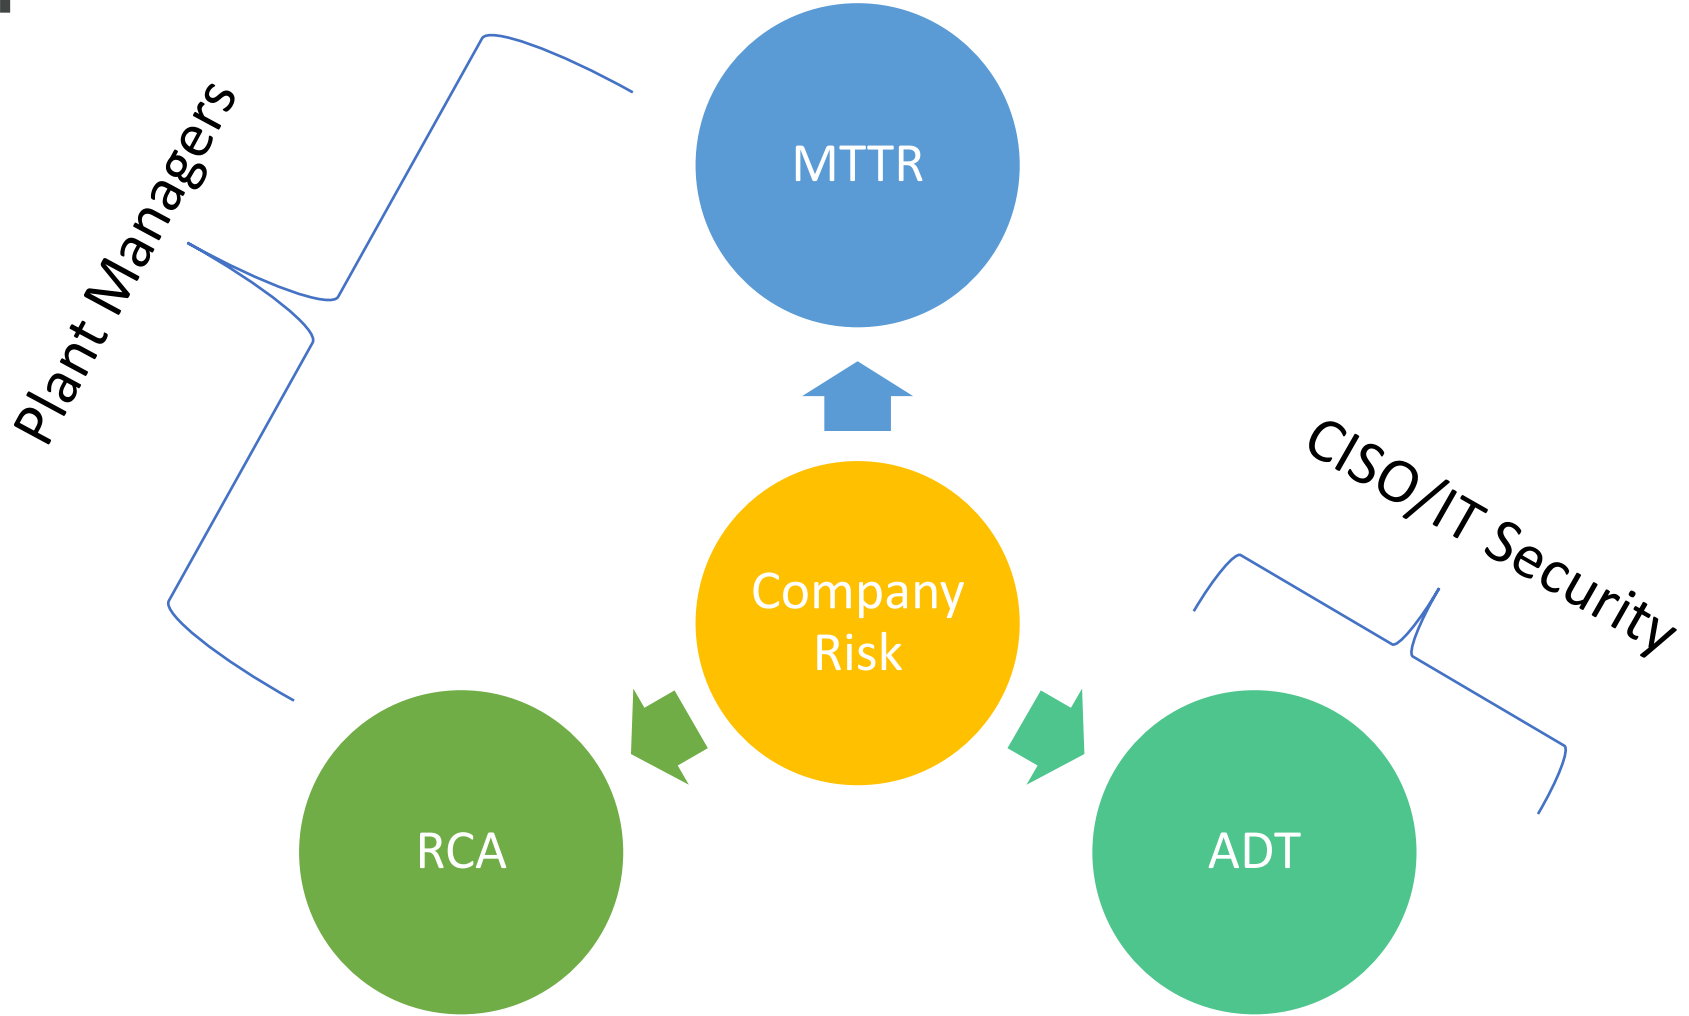 MTTR
Plant Managers
CISO/IT Security
Company
Risk
RCA
ADT